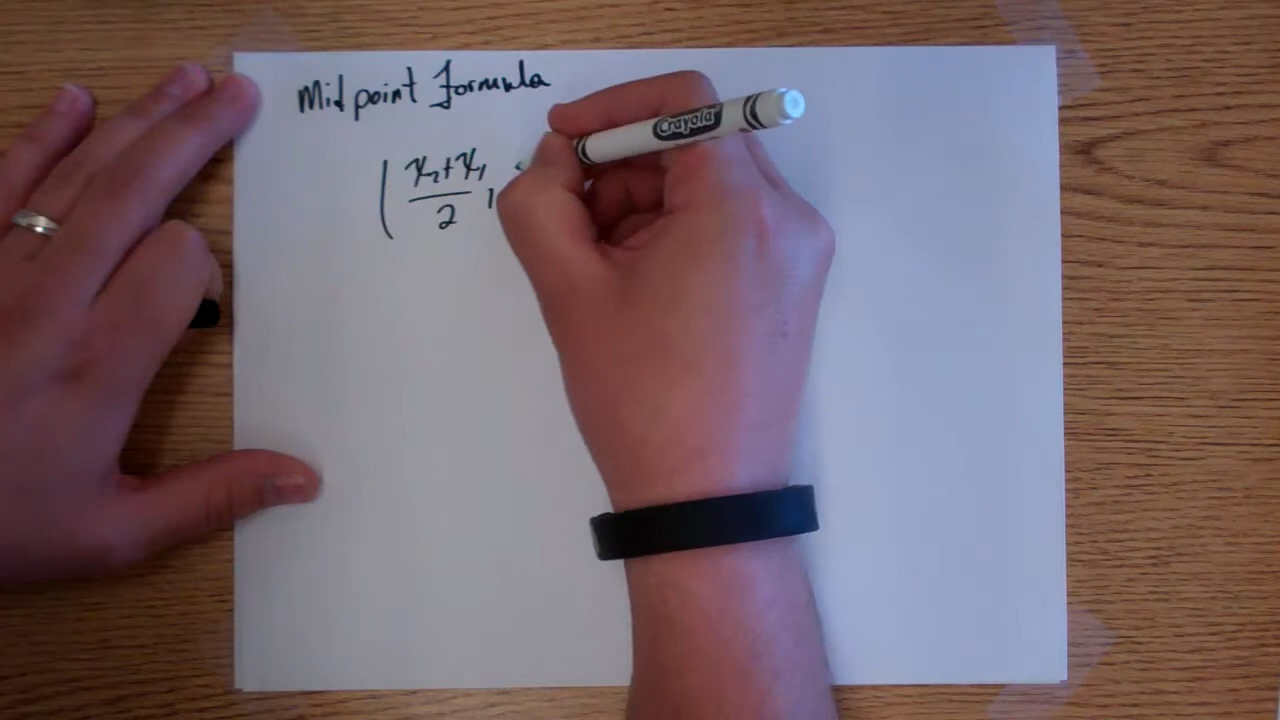 Midpoint Formula
( x₂+x₁ / 2 ,
Crayola